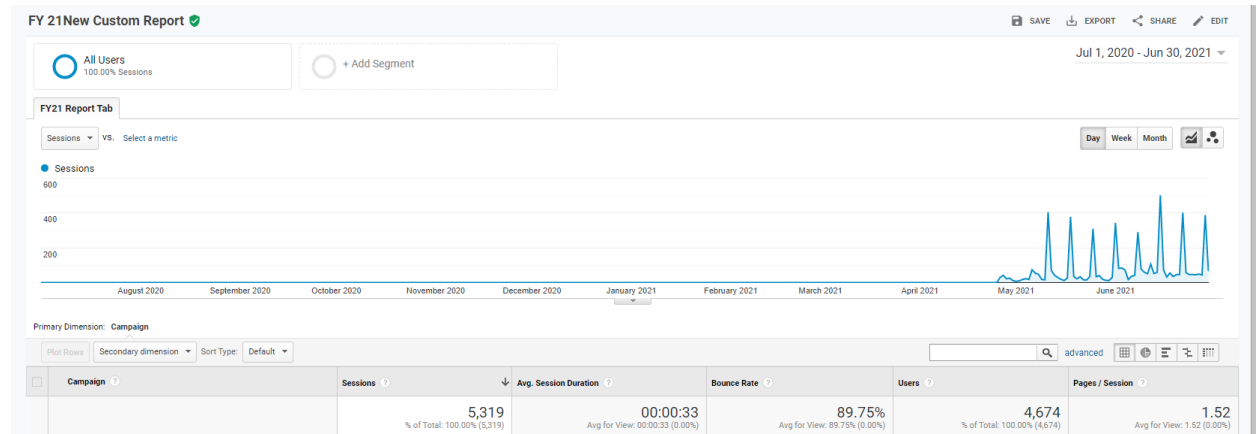 FY 21New Custom Report
SAVE EXPORT SHARE EDIT
All Users
100.00% Sessions
+ Add Segment
Jul 1, 2020 - Jun 30, 2021
FY21 Report Tab
Sessions VS. Select a metric
Day Week Month
Sessions
600
400
200
August 2020 September 2020 October 2020 November 2020 December 2020 January 2021 February 2021 March 2021 April 2021 May 2021 June 2021
Primary Dimension: Campaign
Plot Rows Secondary dimension Sort Type: Default advanced
Campaign ? Sessions ? Avg. Session Duration ? Bounce Rate ? Users ? Pages / Session ?
5,319 00:00:33 89.75% 4,674 1.52
% of Total: 100.00% (5,319) Avg for View: 00:00:33 (0.00%) Avg for View: 89.75% (0.00%) % of Total: 100.00% (4,674) Avg for View: 1.52 (0.00%)